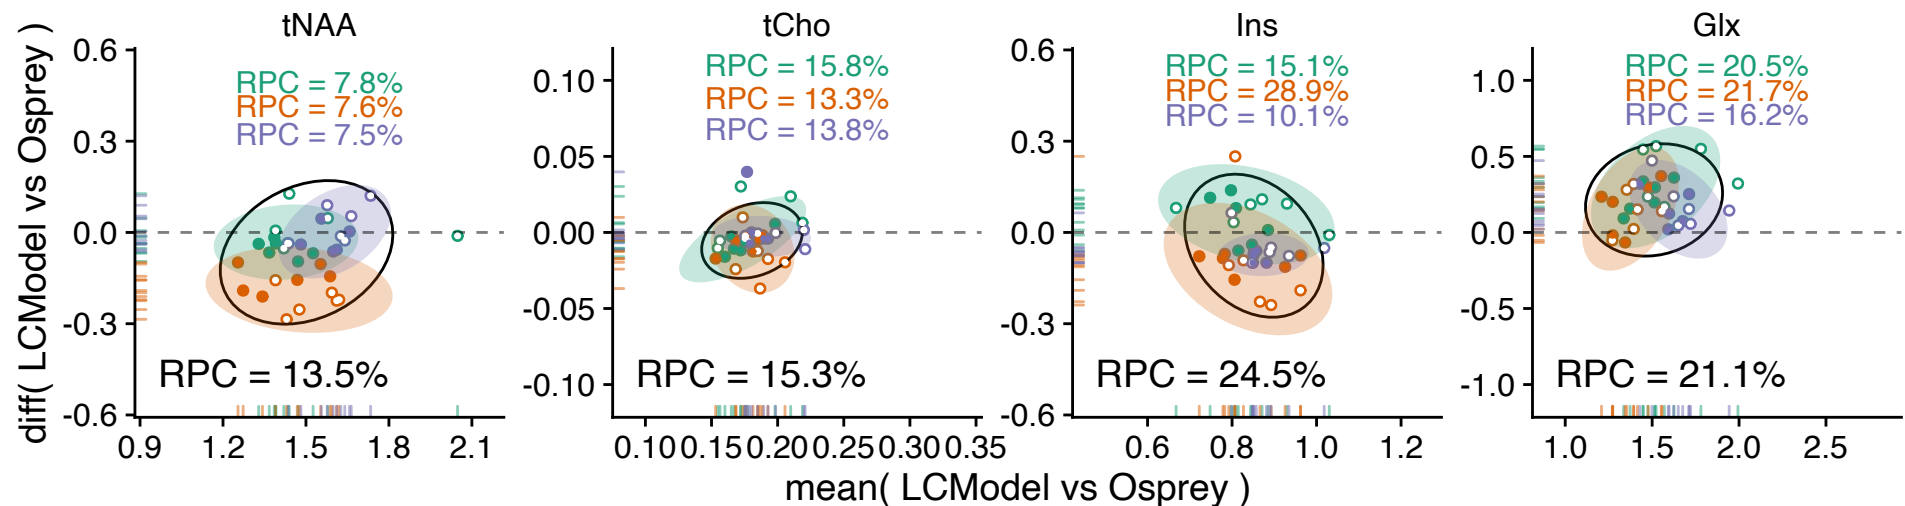 tNAA
tCho
Ins
Glx
diff( LCModel vs Osprey )
0.6
0.3
0.0
-0.3
-0.6
RPC = 7.8%
RPC = 7.6%
RPC = 7.5%
RPC = 13.5%
0.9 1.2 1.5 1.8 2.1
0.10
0.05
0.00
-0.05
-0.10
RPC = 15.8%
RPC = 13.3%
RPC = 13.8%
RPC = 15.3%
0.10 0.15 0.20 0.25 0.30 0.35
0.6
0.3
0.0
-0.3
-0.6
RPC = 15.1%
RPC = 28.9%
RPC = 10.1%
RPC = 24.5%
0.6 0.8 1.0 1.2
1.0
0.5
0.0
-0.5
-1.0
RPC = 20.5%
RPC = 21.7%
RPC = 16.2%
RPC = 21.1%
1.0 1.5 2.0 2.5
mean( LCModel vs Osprey )